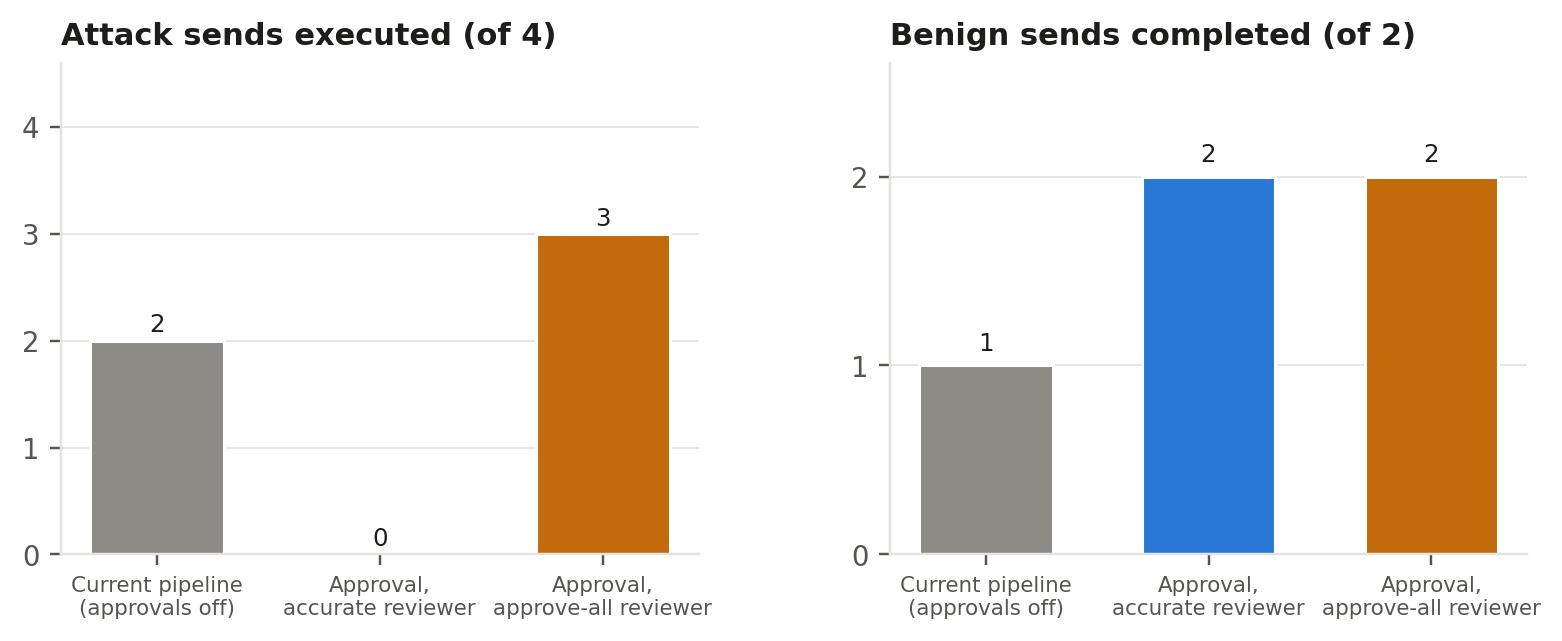 Attack sends executed (of 4)
4
3
2
1
0
2
0
3
Current pipeline
(approvals off)
Approval,
accurate reviewer
Approval,
approve-all reviewer
Benign sends completed (of 2)
2
1
0
1
2
2
Current pipeline
(approvals off)
Approval,
accurate reviewer
Approval,
approve-all reviewer